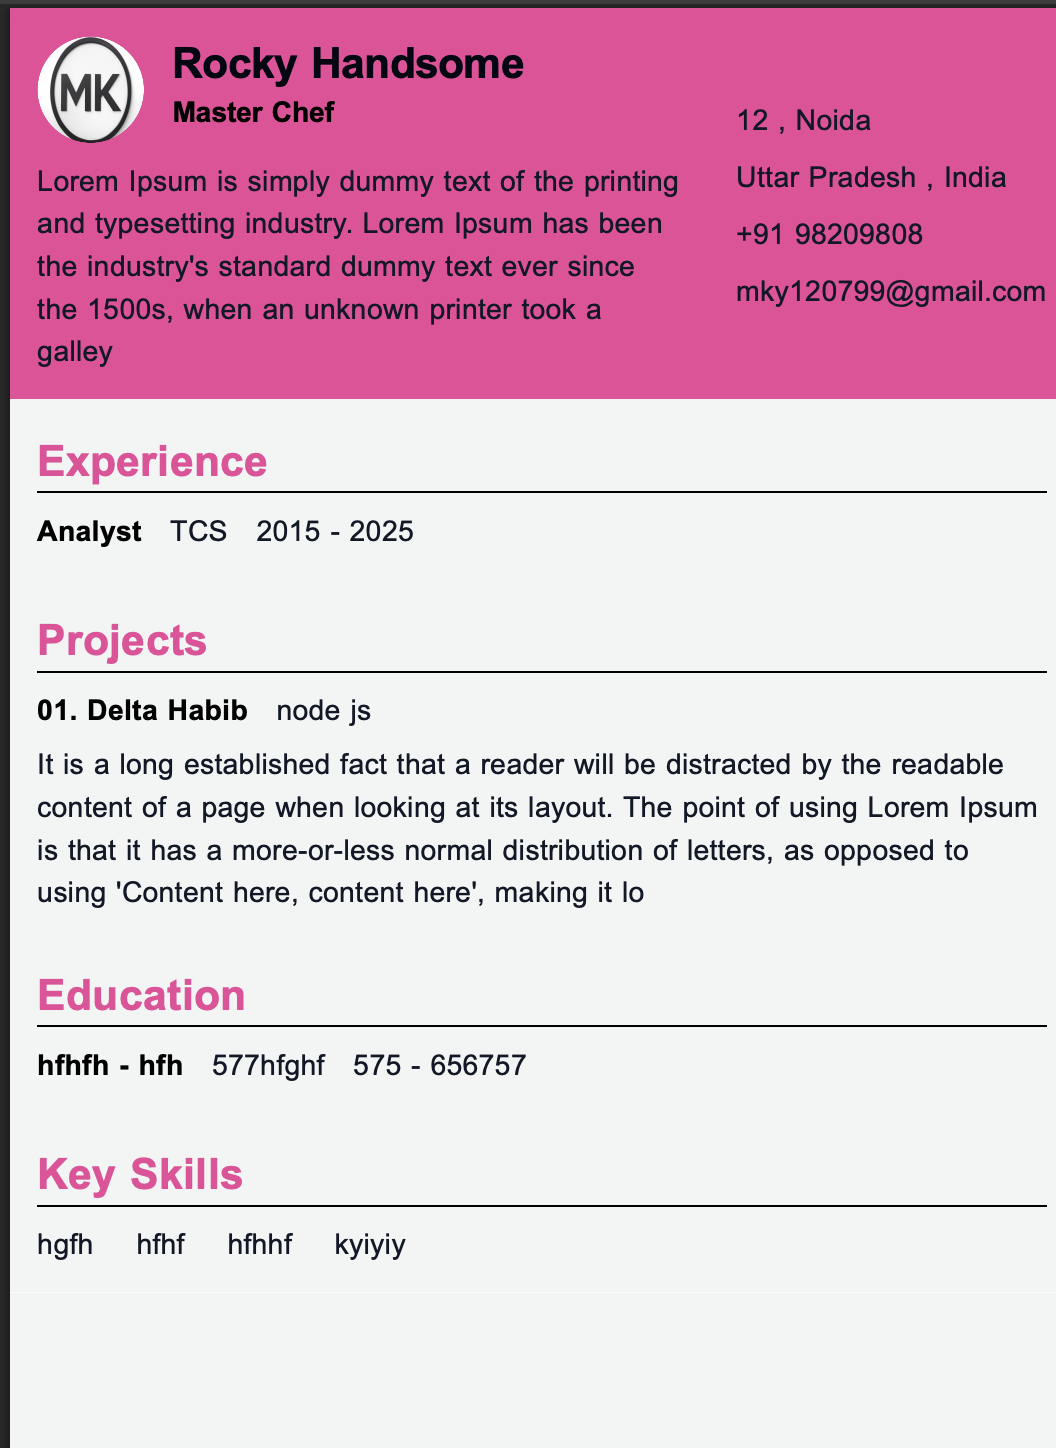 MK
Rocky Handsome
Master Chef
Lorem Ipsum is simply dummy text of the printing
and typesetting industry. Lorem Ipsum has been
the industry's standard dummy text ever since
the 1500s, when an unknown printer took a
galley
12 , Noida
Uttar Pradesh , India
+91 98209808
mky120799@gmail.com
Experience
Analyst TCS 2015 - 2025
Projects
01. Delta Habib node js
It is a long established fact that a reader will be distracted by the readable
content of a page when looking at its layout. The point of using Lorem Ipsum
is that it has a more-or-less normal distribution of letters, as opposed to
using 'Content here, content here', making it lo
Education
hfhfh - hfh 577hfghf 575 - 656757
Key Skills
hgfh hfhf hfhhf kyiyiy